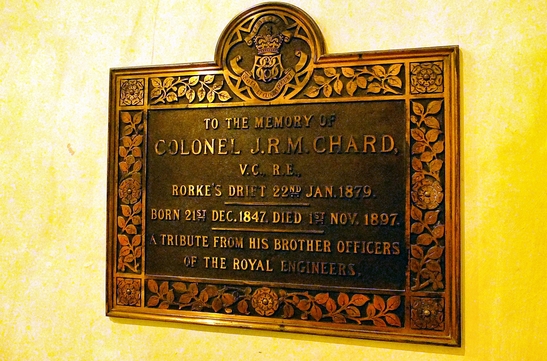 TO THE MEMORY OF
COLONEL J.R.M. CHARD,
V.C., R.E.,
RORKE'S DRIFT 22ND JAN. 1879.
BORN 21ST DEC. 1847. DIED 1ST NOV. 1897.
A TRIBUTE FROM HIS BROTHER OFFICERS
OF THE ROYAL ENGINEERS.